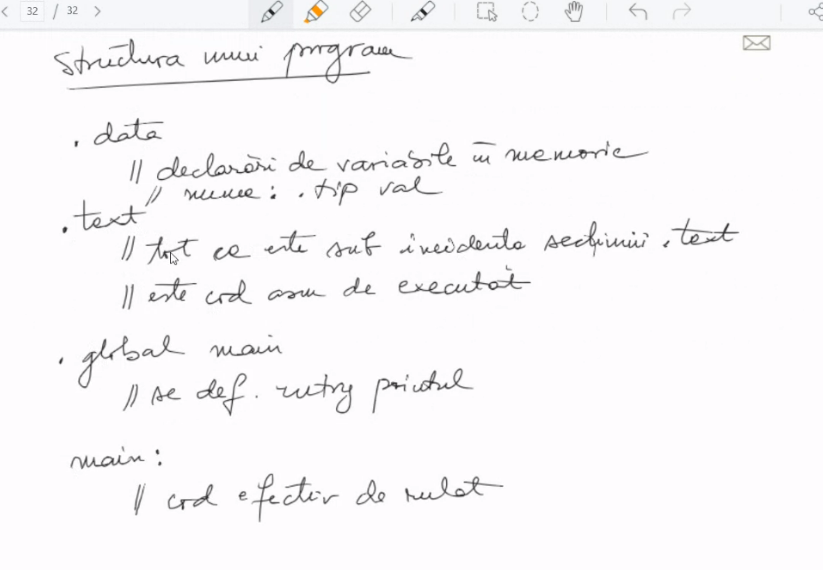 32 / 32
Structura unui program
.data
// declarări de variabile în memorie
// nume: .tip val
.text
// tot ce este sub incidența secțiunii .text
// este cod asm de executat
.global main
// se def. entry pointul
main:
// cod efectiv de rulat